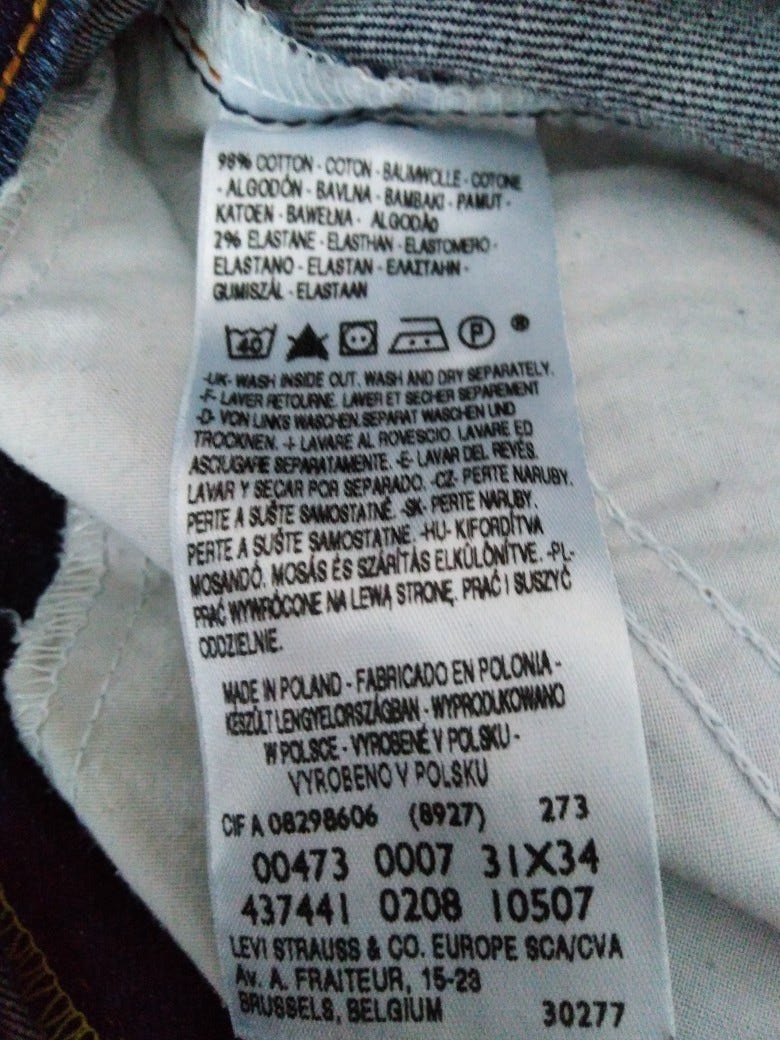 98% COTTON - COTON - BAUMWOLLE - COTONE
- ALGODÓN - BAVLNA - BAMBAKI - PAMUT -
KATOEN - BAWEŁNA - ALGODÃO
2% ELASTANE - ELASTHAN - ELASTOMERO -
ELASTANO - ELASTAN - ΕΛΑΣΤΑΗΝ -
GUMISZÁL - ELASTAAN
40 P ®
-UK- WASH INSIDE OUT. WASH AND DRY SEPARATELY.
-F- LAVER RETOURNE. LAVER ET SECHER SEPAREMENT
-D- VON LINKS WASCHEN.SEPARAT WASCHEN UND
TROCKNEN. -I- LAVARE AL ROVESCIO. LAVARE ED
ASCIUGARE SEPARATAMENTE. -E- LAVAR DEL REVÉS.
LAVAR Y SECAR POR SEPARADO. -CZ- PERTE NARUBY.
PERTE A SUŠTE SAMOSTATNĚ. -SK- PERTE NARUBY.
PERTE A SUŠTE SAMOSTATNE. -HU- KIFORDÍTVA
MOSANDÓ. MOSÁS ÉS SZÁRÍTÁS ELKÜLÖNÍTVE. -PL-
PRAĆ WYWRÓCONE NA LEWĄ STRONĘ. PRAĆ I SUSZYĆ
ODDZIELNIE.
MADE IN POLAND - FABRICADO EN POLONIA -
KESZÜLT LENGYELORSZÁGBAN - WYPRODUKOWANO
W POLSCE - VYROBENÉ V POLSKU -
VYROBENO V POLSKU
CIF A 08298606 (8927) 273
00473 0007 31X34
437441 0208 10507
LEVI STRAUSS & CO. EUROPE SCA/CVA
Av. A. FRAITEUR, 15-23
BRUSSELS, BELGIUM 30277